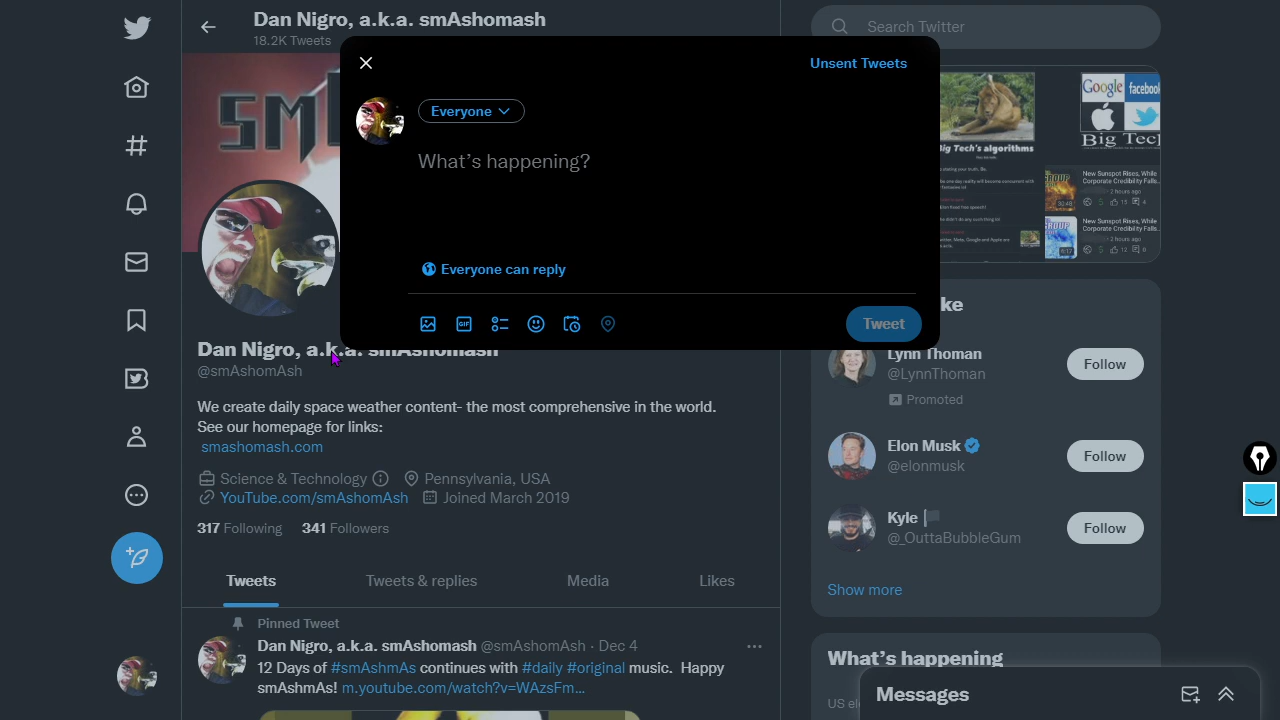 Dan Nigro, a.k.a. smAshomash
18.2K Tweets
Search Twitter
Unsent Tweets
Everyone
What's happening?
Everyone can reply
GIF
Tweet
Google facebook
Big Tech
Big Tech's algorithms
New Sunspot Rises, While
Corporate Credibility Falls...
2 hours ago
New Sunspot Rises, While
Corporate Credibility Falls...
2 hours ago
ke
Lynn Thoman
@LynnThoman
Promoted
Follow
Elon Musk
@elonmusk
Follow
Kyle
@_OuttaBubbleGum
Follow
Show more
What's happening
US el
Messages
Dan Nigro, a.k.a. smAshomash
@smAshomAsh
We create daily space weather content- the most comprehensive in the world.
See our homepage for links:
smashomash.com
Science & Technology Pennsylvania, USA
YouTube.com/smAshomAsh Joined March 2019
317 Following 341 Followers
Tweets Tweets & replies Media Likes
Pinned Tweet
Dan Nigro, a.k.a. smAshomash @smAshomAsh · Dec 4
12 Days of #smAshmAs continues with #daily #original music. Happy
smAshmAs! m.youtube.com/watch?v=WAzsFm...